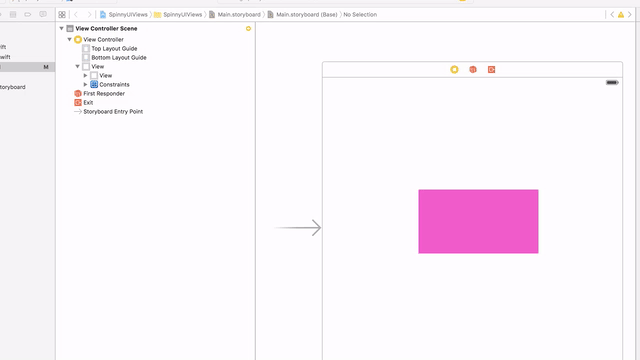 SpinnyUIViews SpinnyUIViews Main.storyboard Main.storyboard (Base) No Selection
View Controller Scene
View Controller
Top Layout Guide
Bottom Layout Guide
View
View
Constraints
First Responder
Exit
Storyboard Entry Point
ift
wift
M
toryboard